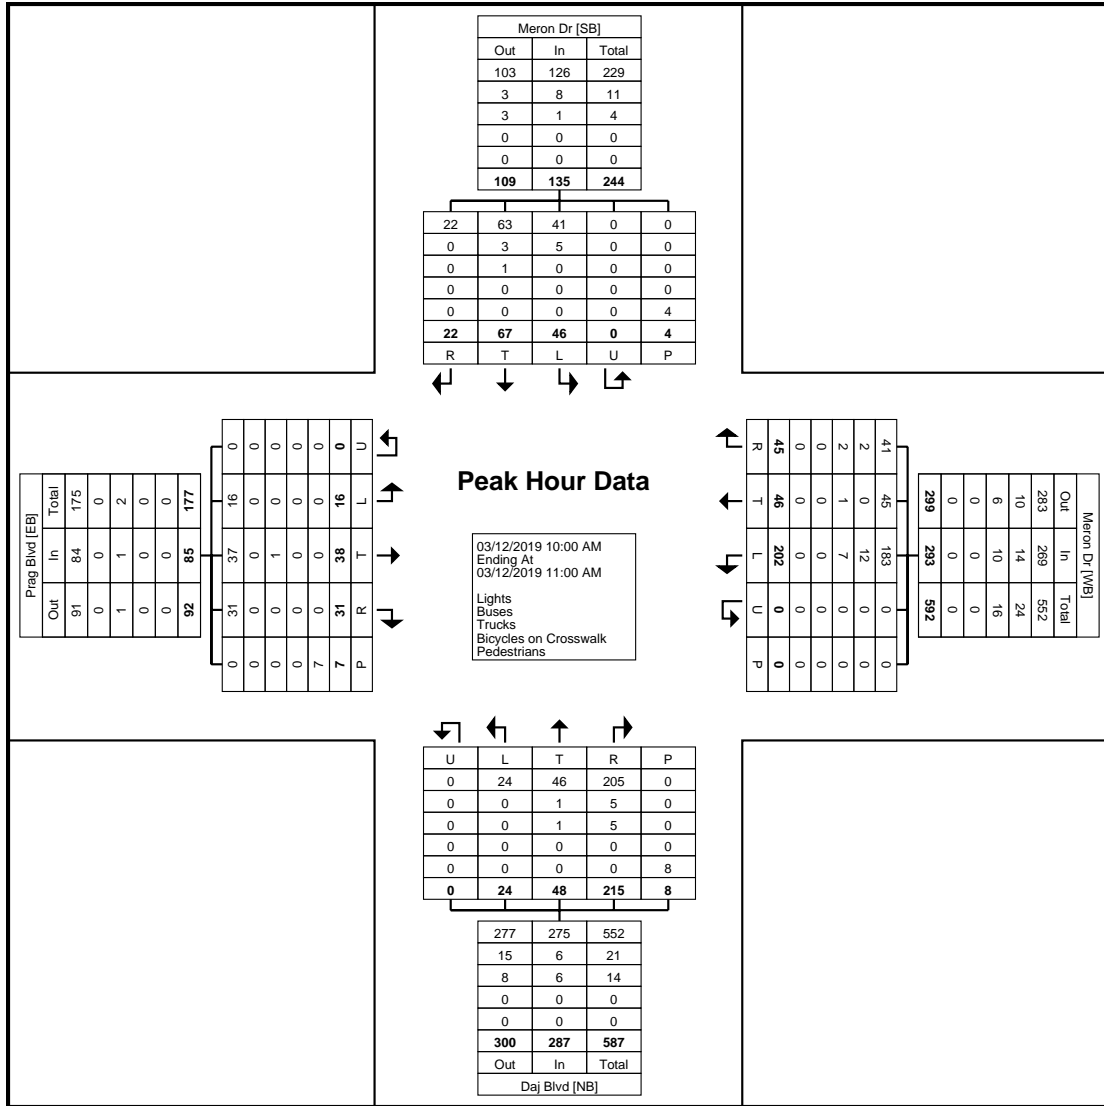 Meron Dr [SB]
Out In Total
103 126 229
3 8 11
3 1 4
0 0 0
0 0 0
109 135 244
22 63 41 0 0
0 3 5 0 0
0 1 0 0 0
0 0 0 0 0
0 0 0 0 4
22 67 46 0 4
R T L U P
Prag Blvd [EB]
Total 175 0 2 0 0 177
In 84 0 1 0 0 85
Out 91 0 1 0 0 92
0 0 0 0 0 0 U
16 0 0 0 0 16 L
37 0 1 0 0 38 T
31 0 0 0 0 31 R
0 0 0 0 7 7 P
Peak Hour Data
03/12/2019 10:00 AM
Ending At
03/12/2019 11:00 AM
Lights
Buses
Trucks
Bicycles on Crosswalk
Pedestrians
R 45 0 0 2 2 41
T 46 0 0 1 0 45
L 202 0 0 7 12 183
U 0 0 0 0 0 0
P 0 0 0 0 0 0
Meron Dr [WB]
Out 283 10 6 0 0 299
In 269 14 10 0 0 293
Total 552 24 16 0 0 592
U L T R P
0 24 46 205 0
0 0 1 5 0
0 0 1 5 0
0 0 0 0 0
0 0 0 0 8
0 24 48 215 8
277 275 552
15 6 21
8 6 14
0 0 0
0 0 0
300 287 587
Out In Total
Daj Blvd [NB]